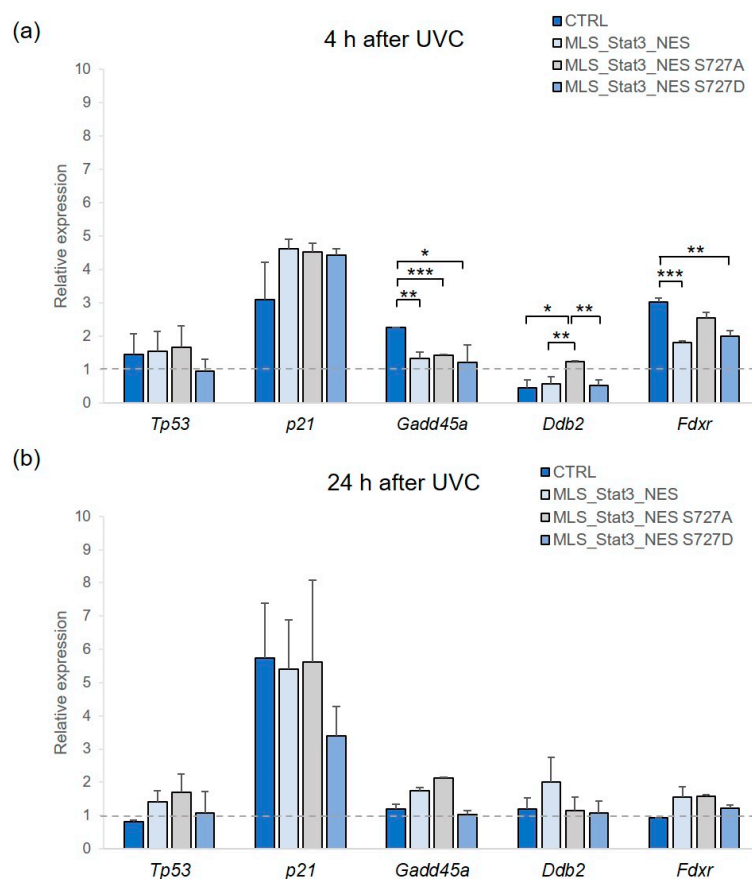 (a)
4 h after UVC
CTRL
MLS_Stat3_NES
MLS_Stat3_NES S727A
MLS_Stat3_NES S727D
Relative expression
10
9
8
7
6
5
4
3
2
1
0
*
***
**
*
**
**
**
***
Tp53 p21 Gadd45a Ddb2 Fdxr
(b)
24 h after UVC
CTRL
MLS_Stat3_NES
MLS_Stat3_NES S727A
MLS_Stat3_NES S727D
Relative expression
10
9
8
7
6
5
4
3
2
1
0
Tp53 p21 Gadd45a Ddb2 Fdxr